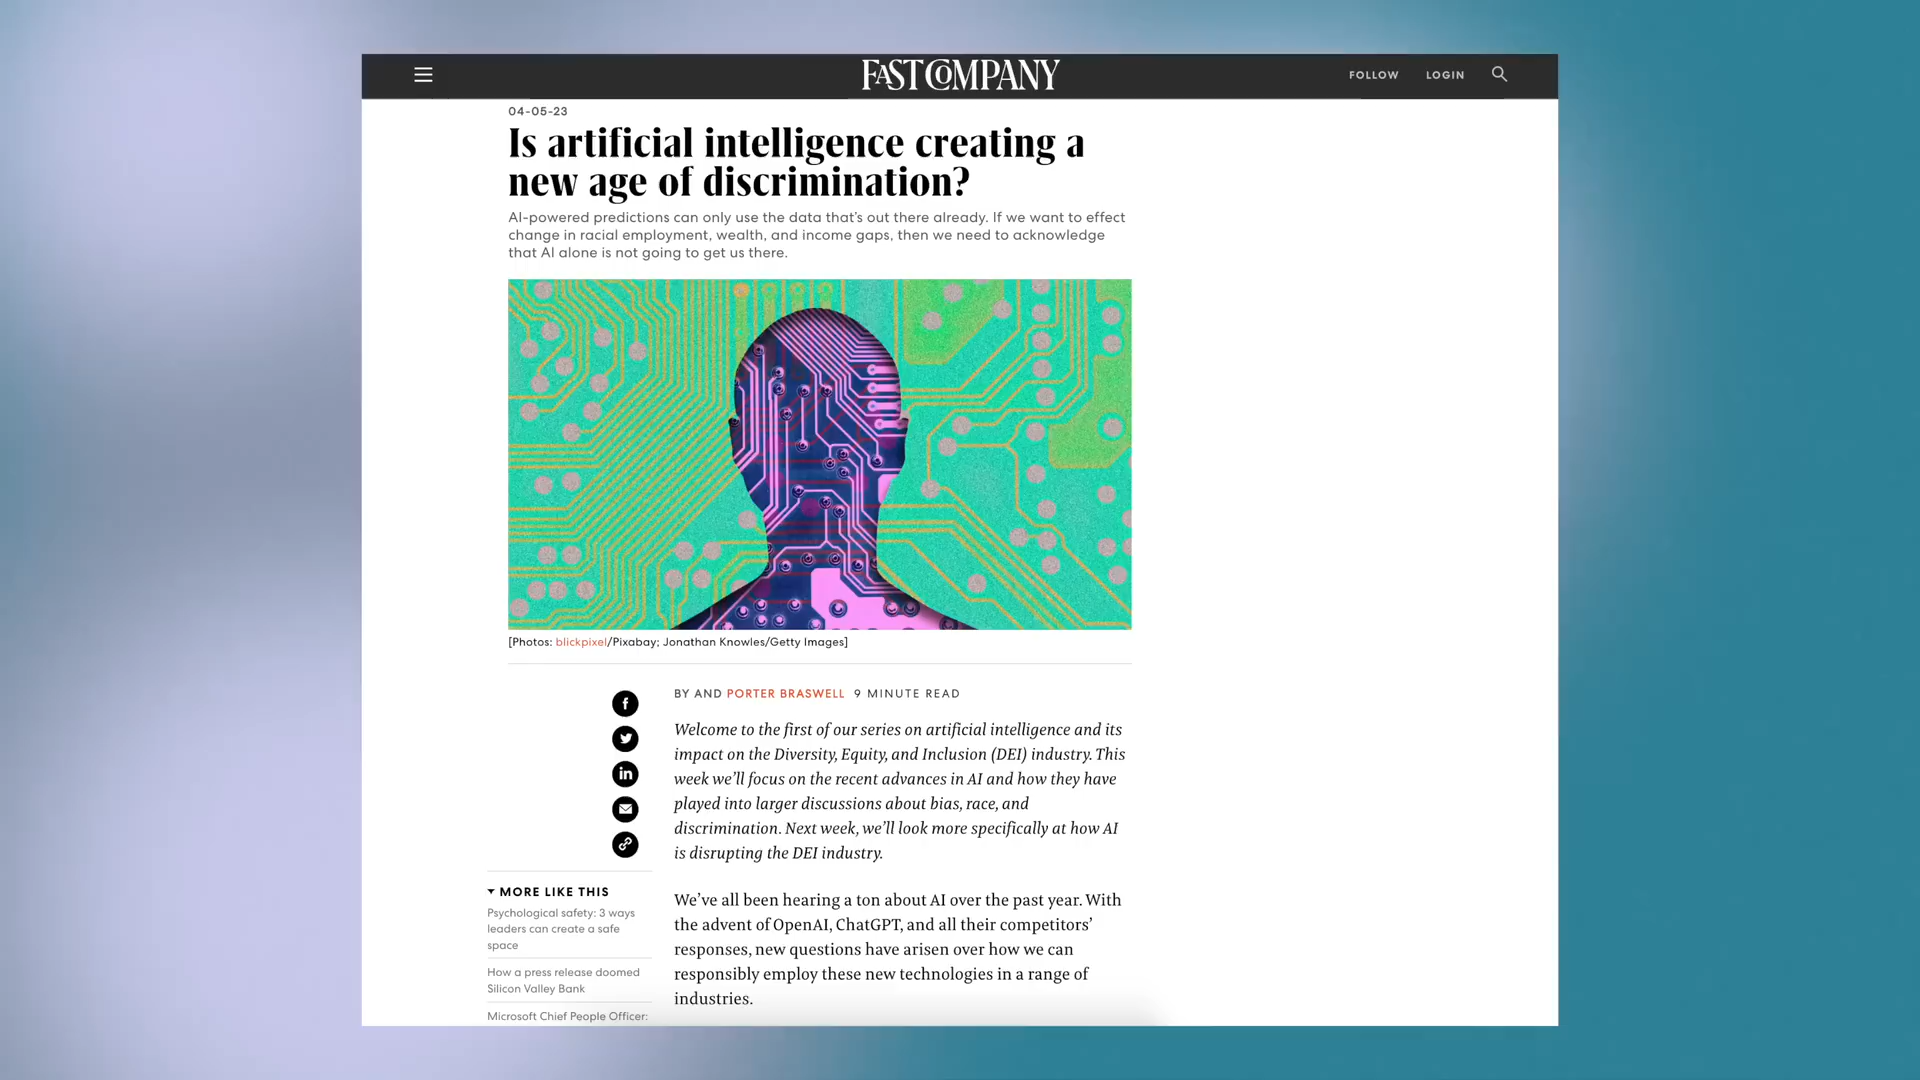 FAST COMPANY
FOLLOW
LOGIN
04-05-23
Is artificial intelligence creating a
new age of discrimination?
AI-powered predictions can only use the data that's out there already. If we want to effect
change in racial employment, wealth, and income gaps, then we need to acknowledge
that AI alone is not going to get us there.
[Photos: blickpixel/Pixabay; Jonathan Knowles/Getty Images]
BY AND PORTER BRASWELL 9 MINUTE READ
Welcome to the first of our series on artificial intelligence and its
impact on the Diversity, Equity, and Inclusion (DEI) industry. This
week we'll focus on the recent advances in AI and how they have
played into larger discussions about bias, race, and
discrimination. Next week, we'll look more specifically at how AI
is disrupting the DEI industry.
We've all been hearing a ton about AI over the past year. With
the advent of OpenAI, ChatGPT, and all their competitors'
responses, new questions have arisen over how we can
responsibly employ these new technologies in a range of
industries.
MORE LIKE THIS
Psychological safety: 3 ways
leaders can create a safe
space
How a press release doomed
Silicon Valley Bank
Microsoft Chief People Officer: